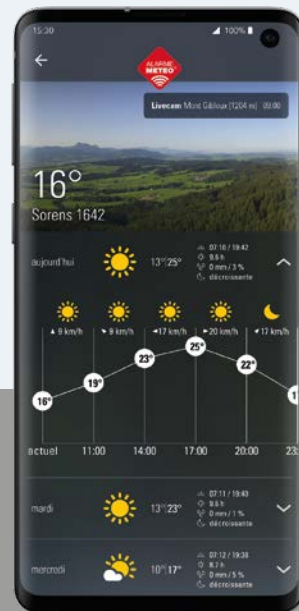 15:30
100%
ALARME
METEO
Livecam Mont Gibloux (1204 m) 09:00
16°
Sorens 1642
aujourd'hui
13°|25°
07:10 / 19:42
9.6 h
0 mm / 3 %
décroissante
9 km/h
9 km/h
17 km/h
20 km/h
17 km/h
16°
19°
23°
25°
22°
1
actuel
11:00
14:00
17:00
20:00
23:
mardi
13°|23°
07:11 / 19:40
9.6 h
0 mm / 1 %
décroissante
mercredi
10°|17°
07:12 / 19:38
8.7 h
0 mm / 5 %
décroissante